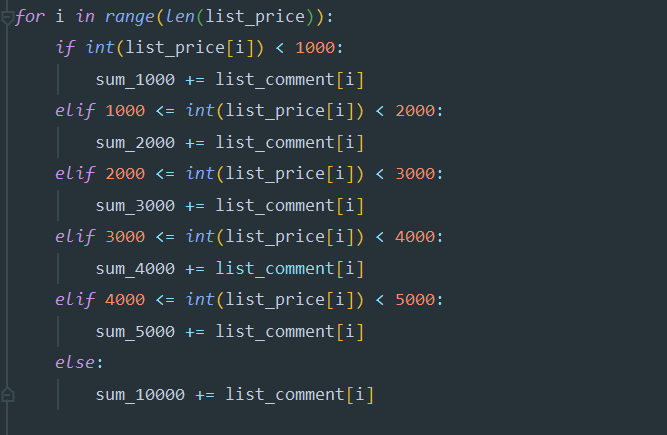 for i in range(len(list_price)):
    if int(list_price[i]) < 1000:
        sum_1000 += list_comment[i]
    elif 1000 <= int(list_price[i]) < 2000:
        sum_2000 += list_comment[i]
    elif 2000 <= int(list_price[i]) < 3000:
        sum_3000 += list_comment[i]
    elif 3000 <= int(list_price[i]) < 4000:
        sum_4000 += list_comment[i]
    elif 4000 <= int(list_price[i]) < 5000:
        sum_5000 += list_comment[i]
    else:
        sum_10000 += list_comment[i]